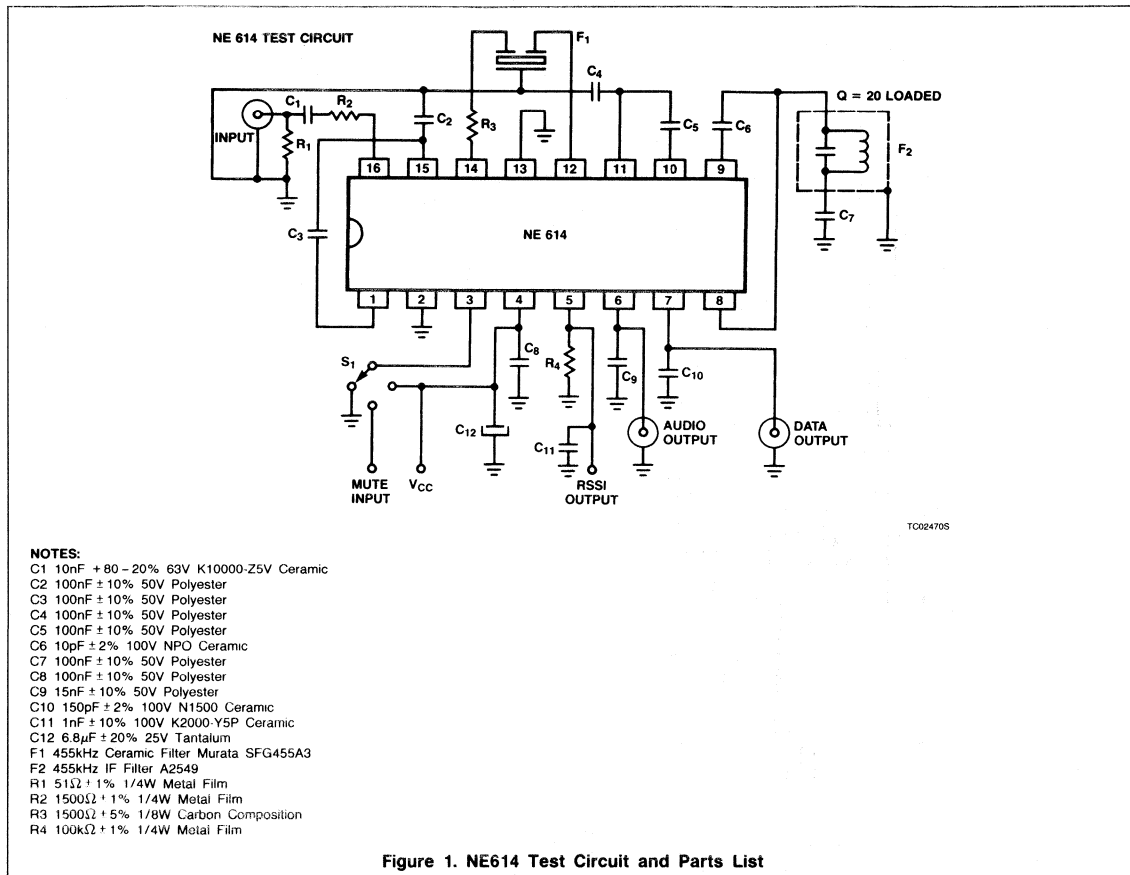 NE 614 TEST CIRCUIT
F1
C4
Q = 20 LOADED
C1
R2
INPUT
R1
C2
R3
C5
C6
F2
C7
16
15
14
13
12
11
10
9
C3
NE 614
1
2
3
4
5
6
7
8
S1
C8
R4
C9
C10
C12
C11
AUDIO
OUTPUT
DATA
OUTPUT
MUTE
INPUT
VCC
RSSI
OUTPUT
TC02470S
NOTES:
C1 10nF +80 – 20% 63V K10000-Z5V Ceramic
C2 100nF ± 10% 50V Polyester
C3 100nF ± 10% 50V Polyester
C4 100nF ± 10% 50V Polyester
C5 100nF ± 10% 50V Polyester
C6 10pF ± 2% 100V NPO Ceramic
C7 100nF ± 10% 50V Polyester
C8 100nF ± 10% 50V Polyester
C9 15nF ± 10% 50V Polyester
C10 150pF ± 2% 100V N1500 Ceramic
C11 1nF ± 10% 100V K2000-Y5P Ceramic
C12 6.8μF ± 20% 25V Tantalum
F1 455kHz Ceramic Filter Murata SFG455A3
F2 455kHz IF Filter A2549
R1 51Ω ± 1% 1/4W Metal Film
R2 1500Ω ± 1% 1/4W Metal Film
R3 1500Ω ± 5% 1/8W Carbon Composition
R4 100kΩ ± 1% 1/4W Metal Film
Figure 1. NE614 Test Circuit and Parts List